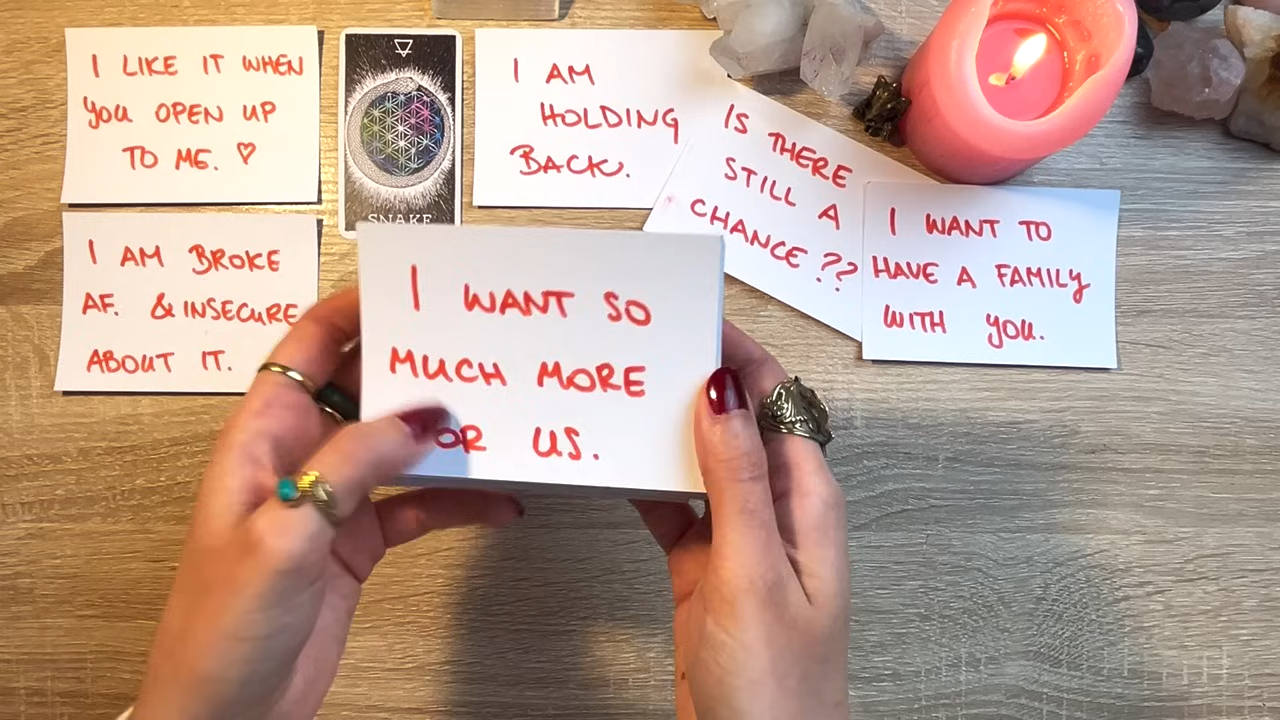 I LIKE IT WHEN
YOU OPEN UP
TO ME. ♡
SNAKE
I AM
HOLDING
BACK.
IS THERE
STILL A
CHANCE ??
I WANT TO
HAVE A FAMILY
WITH YOU.
I AM BROKE
AF. & INSECURE
ABOUT IT.
I WANT SO
MUCH MORE
OR US.